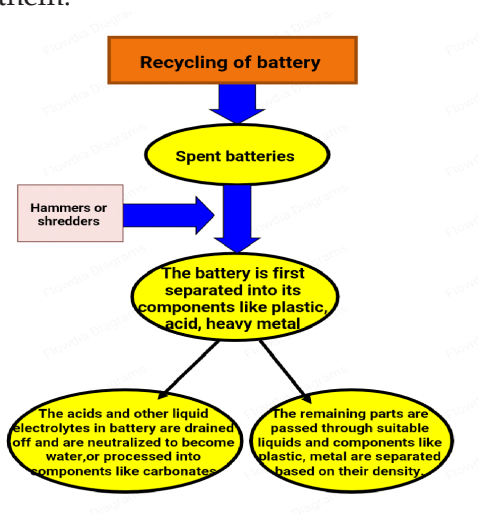 them.
Recycling of battery
Spent batteries
Hammers or
shredders
The battery is first
separated into its
components like plastic,
acid, heavy metal
The acids and other liquid
electrolytes in battery are drained
off and are neutralized to become
water,or processed into
components like carbonates
The remaining parts are
passed through suitable
liquids and components like
plastic, metal are separated
based on their density.
Flowdia Diagrams